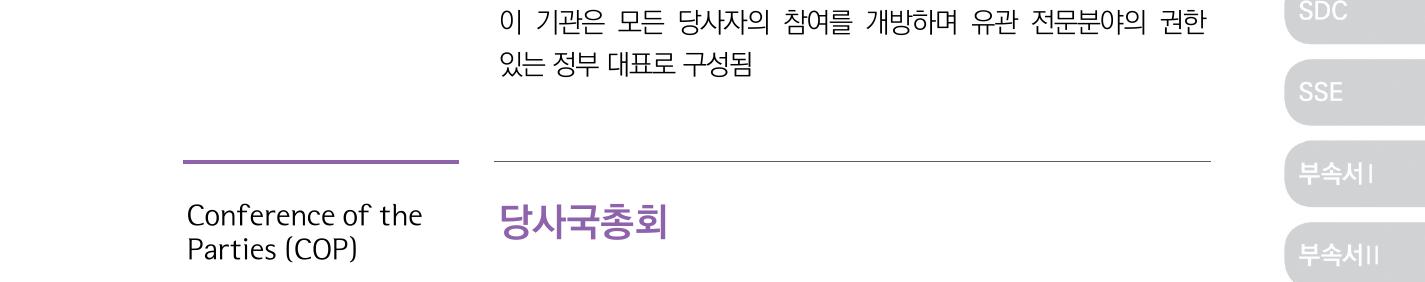 이 기관은 모든 당사자의 참여를 개방하며 유관 전문분야의 권한
있는 정부 대표로 구성됨
Conference of the
Parties (COP)
당사국총회
SDC
SSE
부속서I
부속서II